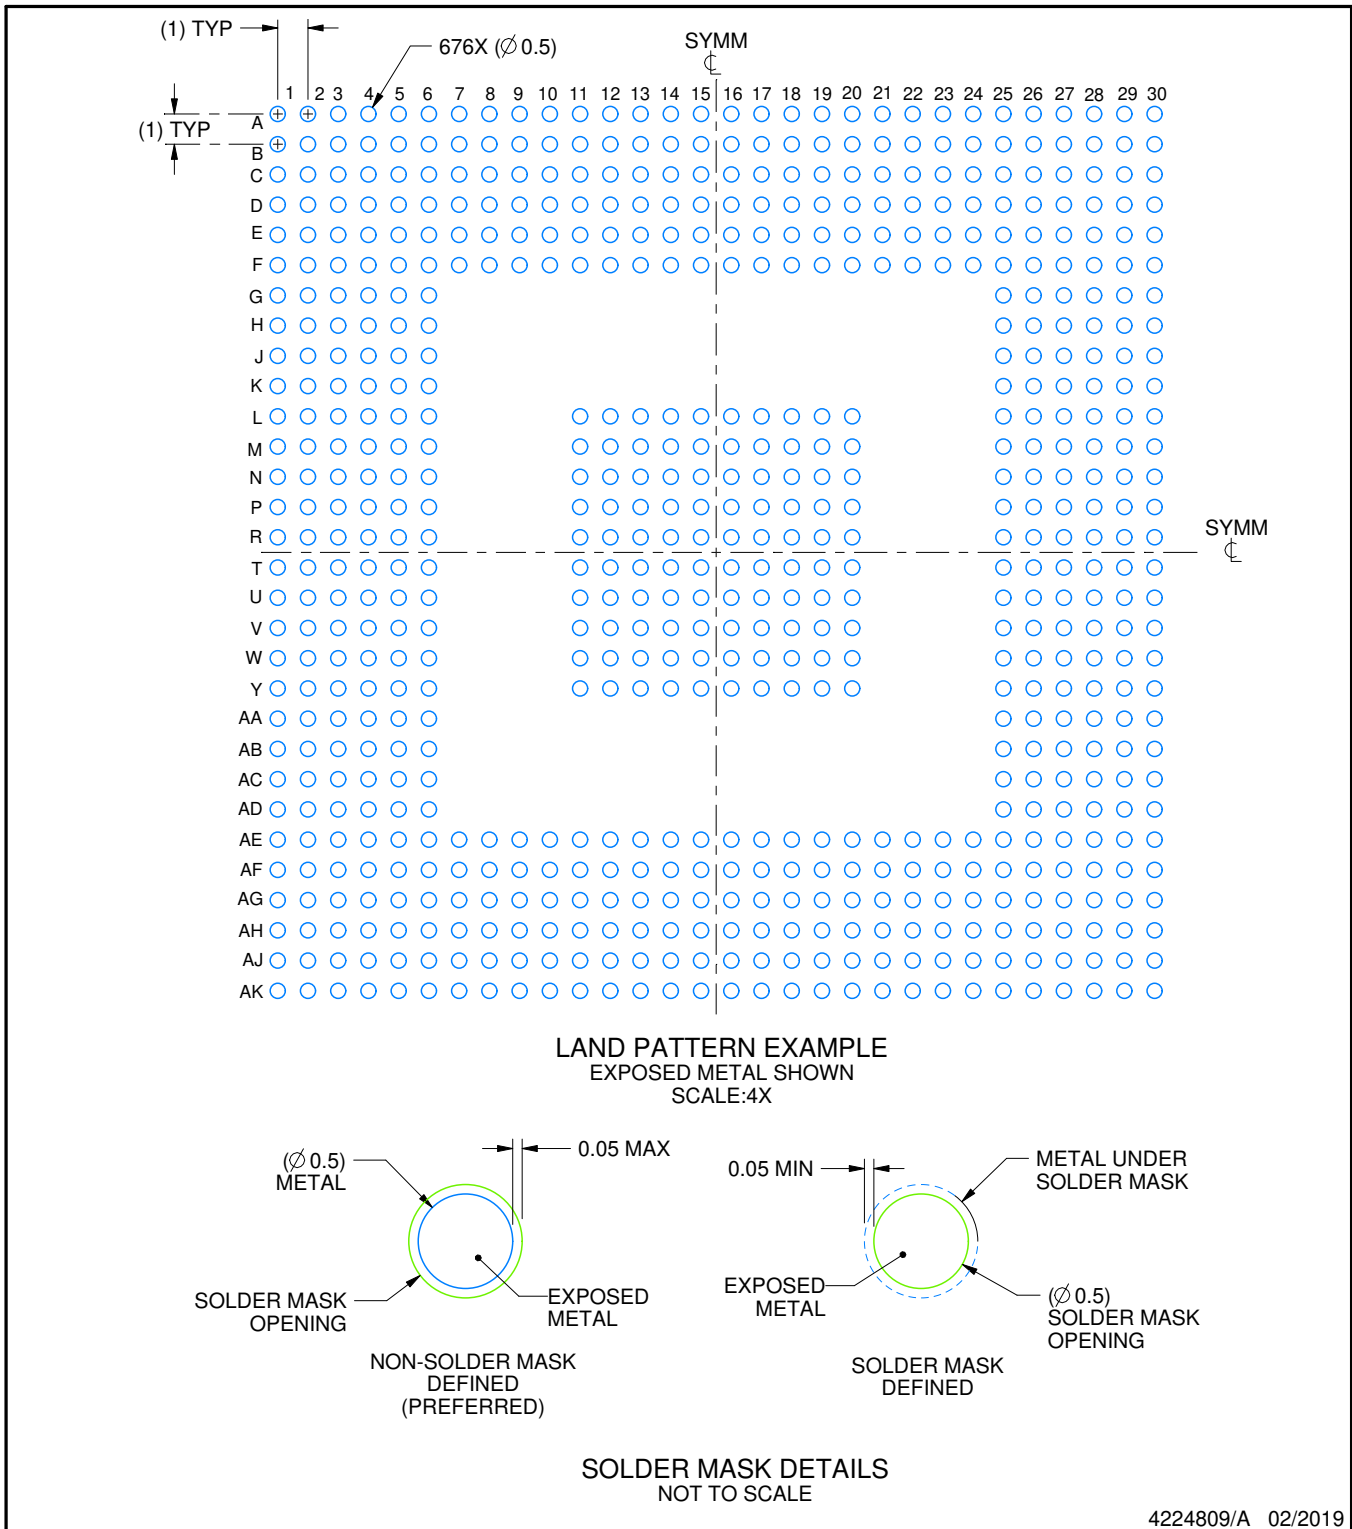 (1) TYP
676X (∅ 0.5)
SYMM
℄
1 2 3 4 5 6 7 8 9 10 11 12 13 14 15 16 17 18 19 20 21 22 23 24 25 26 27 28 29 30
(1) TYP
A
B
C
D
E
F
G
H
J
K
L
M
N
P
R
SYMM
℄
T
U
V
W
Y
AA
AB
AC
AD
AE
AF
AG
AH
AJ
AK
LAND PATTERN EXAMPLE
EXPOSED METAL SHOWN
SCALE:4X
(∅ 0.5)
METAL
0.05 MAX
SOLDER MASK
OPENING
EXPOSED
METAL
NON-SOLDER MASK
DEFINED
(PREFERRED)
0.05 MIN
METAL UNDER
SOLDER MASK
EXPOSED
METAL
(∅ 0.5)
SOLDER MASK
OPENING
SOLDER MASK
DEFINED
SOLDER MASK DETAILS
NOT TO SCALE
4224809/A 02/2019